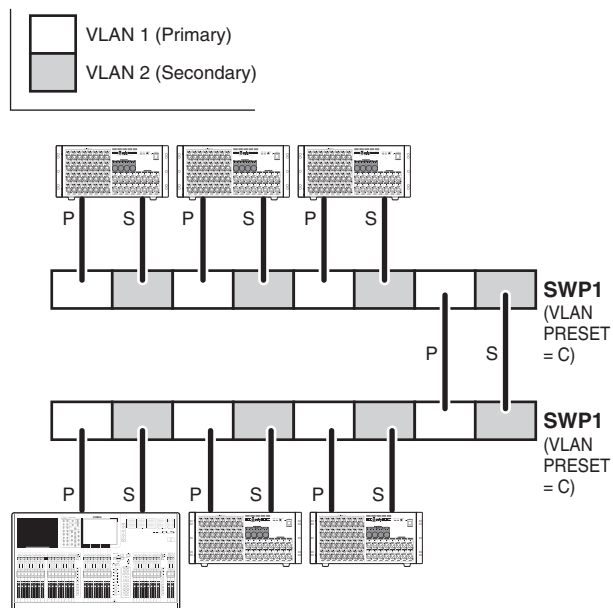 VLAN 1 (Primary)
VLAN 2 (Secondary)
P S P S P S
SWP1
(VLAN
PRESET
= C)
P S
SWP1
(VLAN
PRESET
= C)
P S P S P S